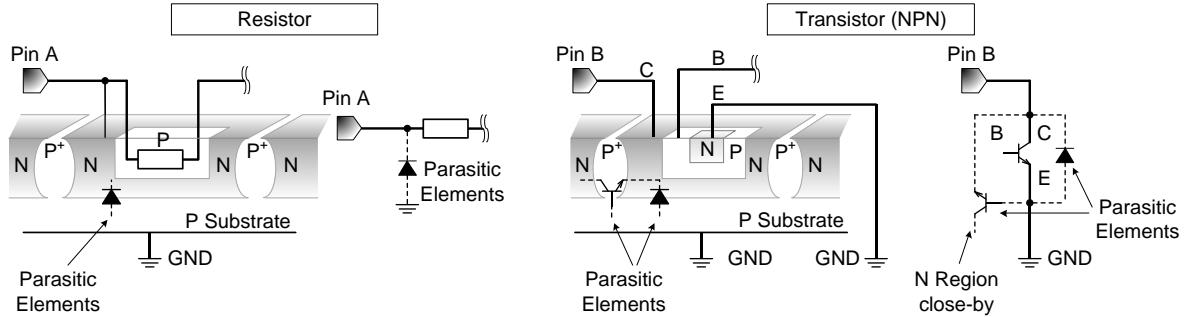 Resistor
Transistor (NPN)
Pin A
Pin B
C
B
E
Pin B
Pin A
N
P+
N
P
N
P+
N
N
P+
N
N
P
N
P+
N
B
C
E
Parasitic
Elements
P Substrate
GND
Parasitic
Elements
P Substrate
GND
GND
Parasitic
Elements
Parasitic
Elements
N Region
close-by